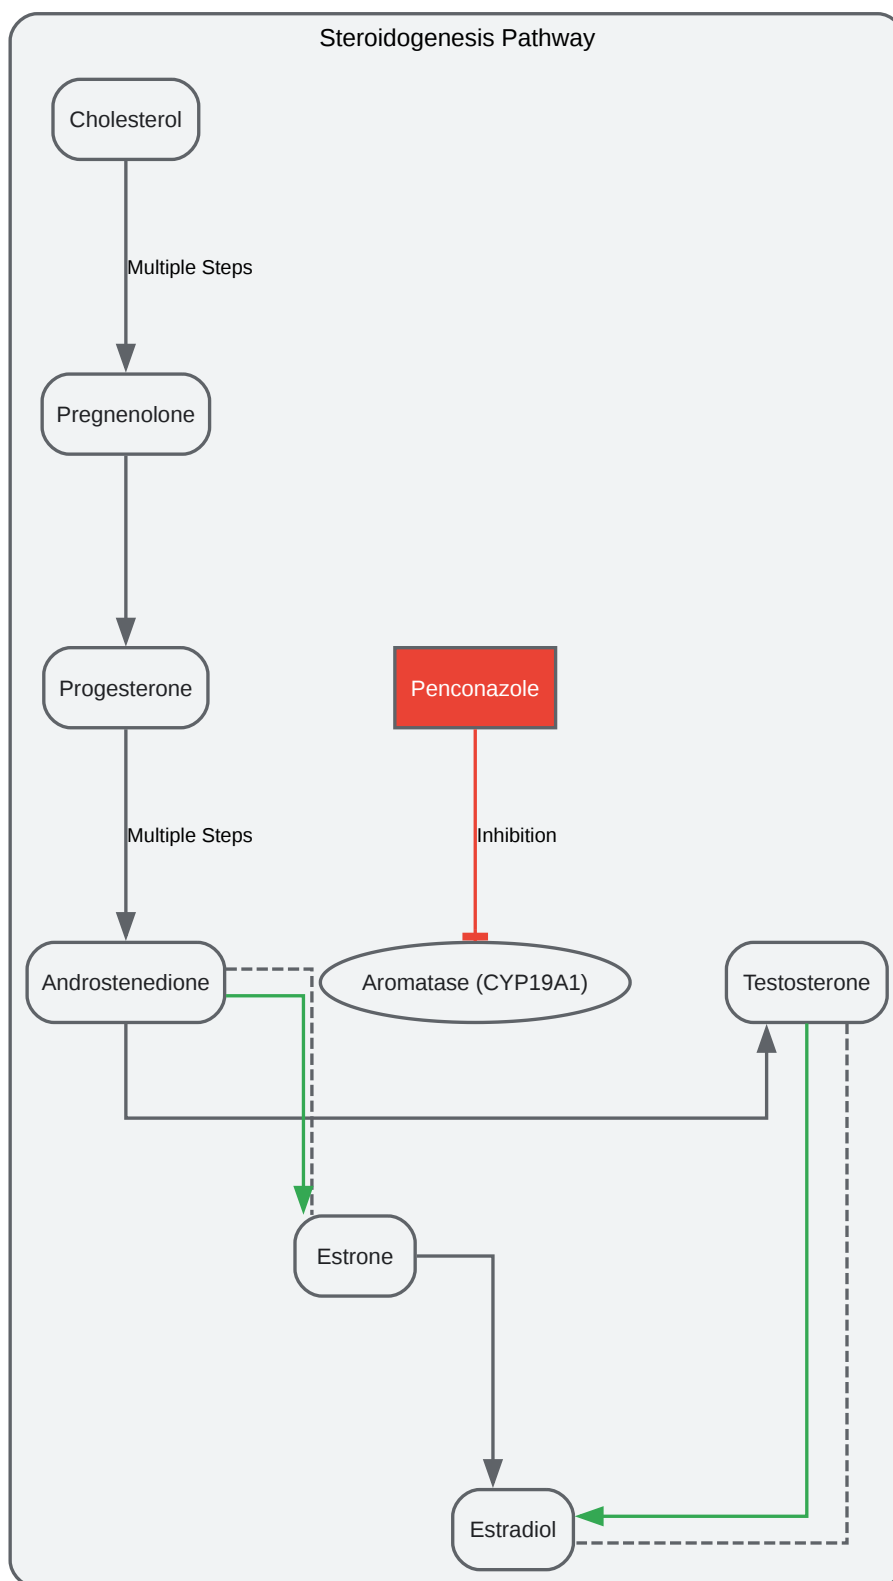 Steroidogenesis Pathway
Cholesterol
Multiple Steps
Pregnenolone
Progesterone
Penconazole
Multiple Steps
Inhibition
Androstenedione
Aromatase (CYP19A1)
Testosterone
Estrone
Estradiol